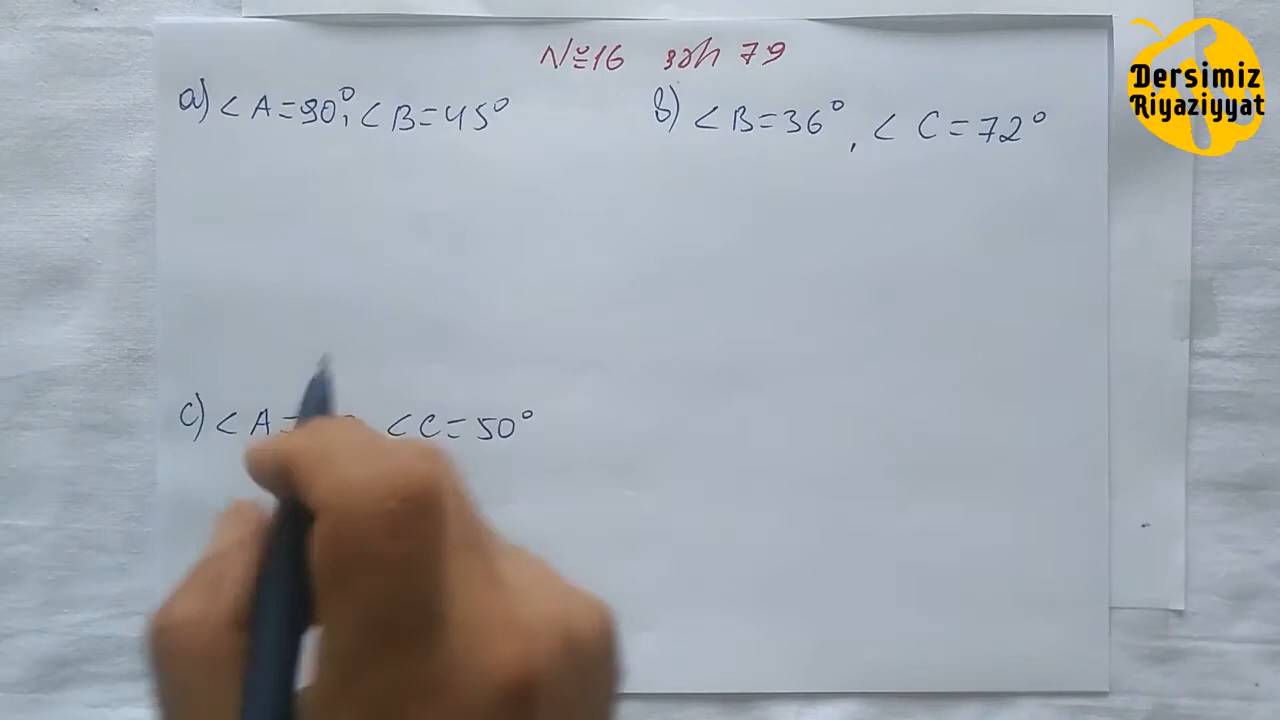 №16 səh 79
a) < A = 90°, < B = 45°
b) < B = 36°, < C = 72°
c) < A = < C = 50°
Dersimiz
Riyaziyyat